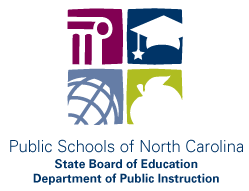 Public Schools of North Carolina
State Board of Education
Department of Public Instruction